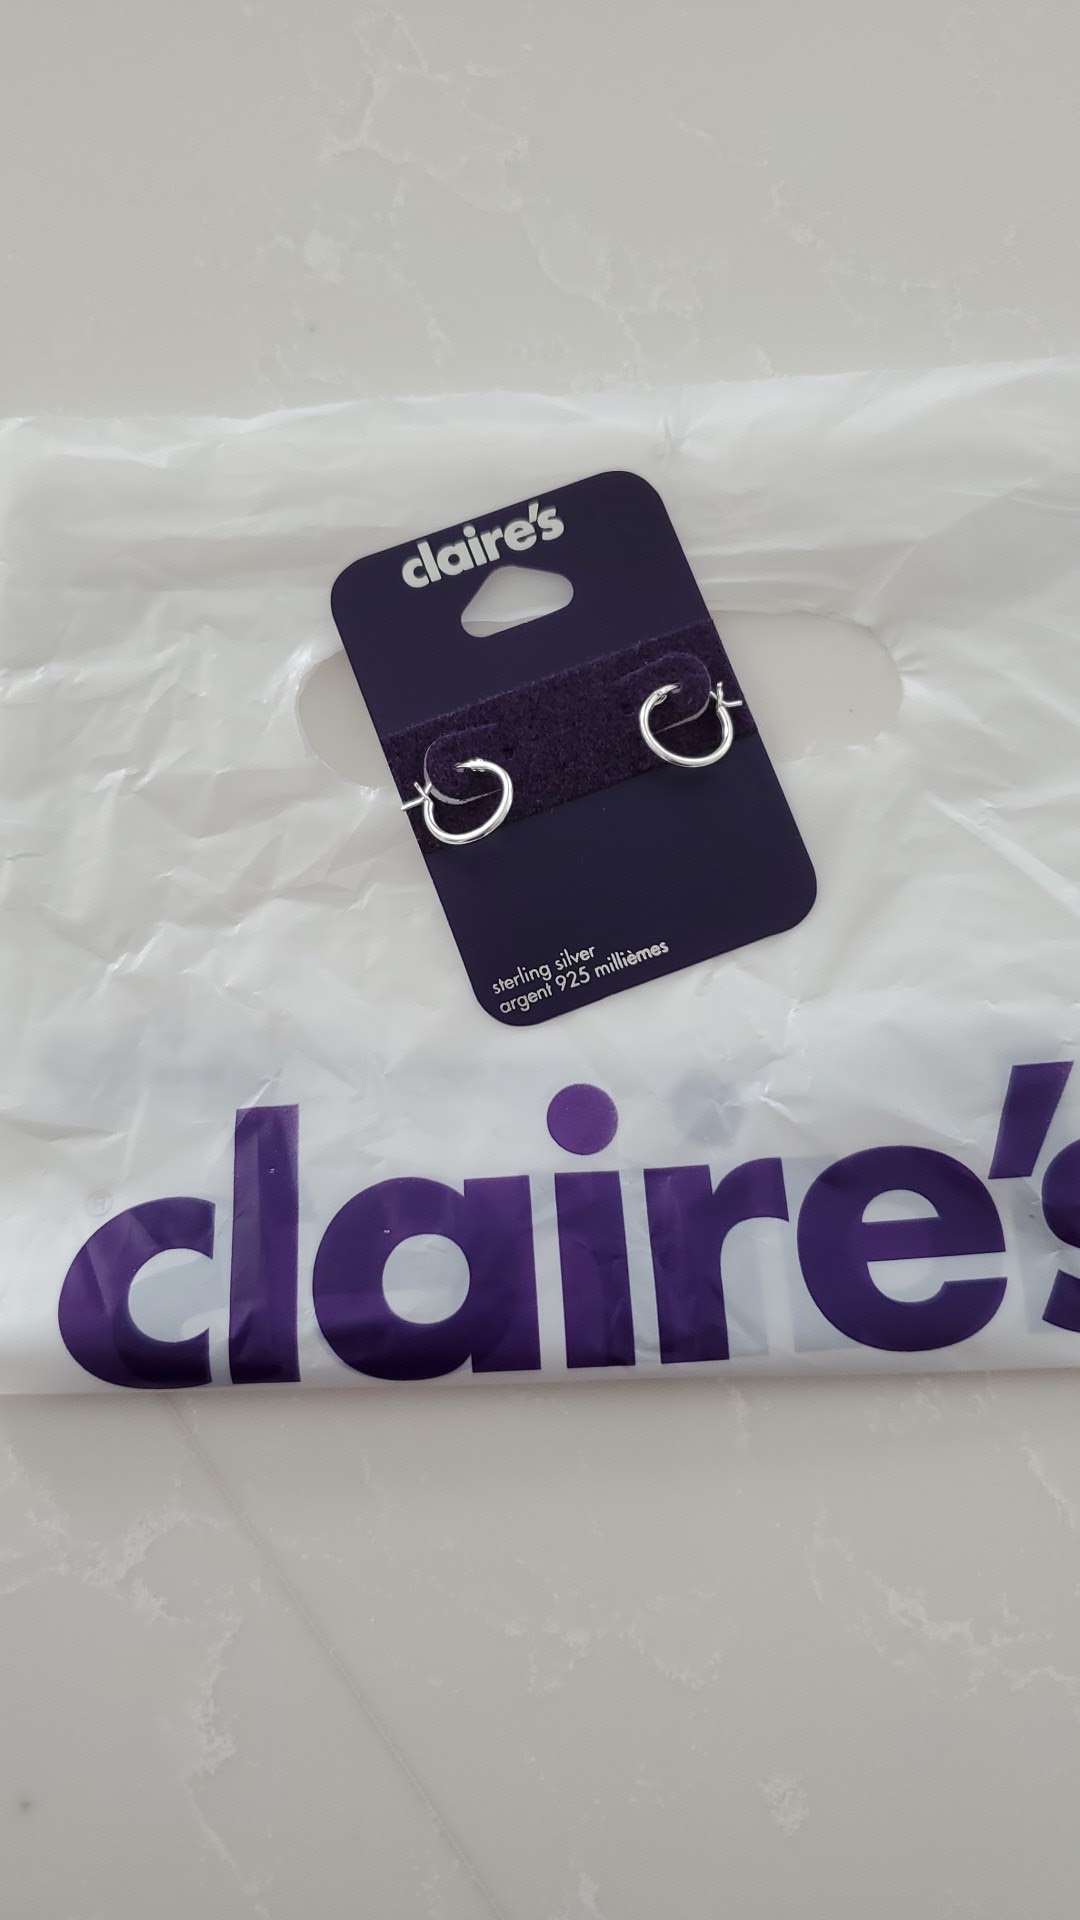 claire's
sterling silver
argent 925 millièmes
claire's